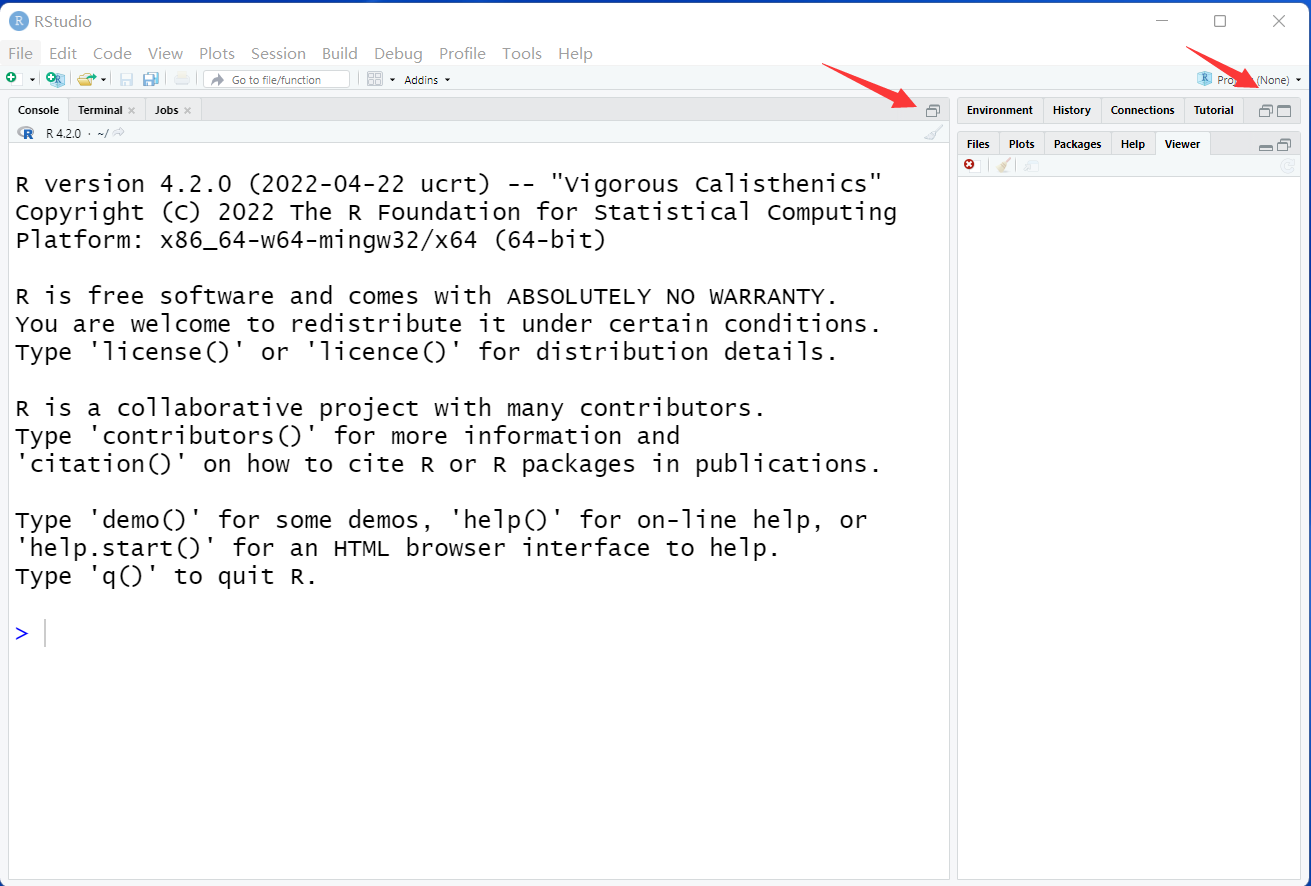 R RStudio
File Edit Code View Plots Session Build Debug Profile Tools Help
Go to file/function Addins (None)
Console Terminal Jobs
Environment History Connections Tutorial
R R 4.2.0 · ~/
Files Plots Packages Help Viewer
R version 4.2.0 (2022-04-22 ucrt) -- "Vigorous Calisthenics"
Copyright (C) 2022 The R Foundation for Statistical Computing
Platform: x86_64-w64-mingw32/x64 (64-bit)
R is free software and comes with ABSOLUTELY NO WARRANTY.
You are welcome to redistribute it under certain conditions.
Type 'license()' or 'licence()' for distribution details.
R is a collaborative project with many contributors.
Type 'contributors()' for more information and
'citation()' on how to cite R or R packages in publications.
Type 'demo()' for some demos, 'help()' for on-line help, or
'help.start()' for an HTML browser interface to help.
Type 'q()' to quit R.
>